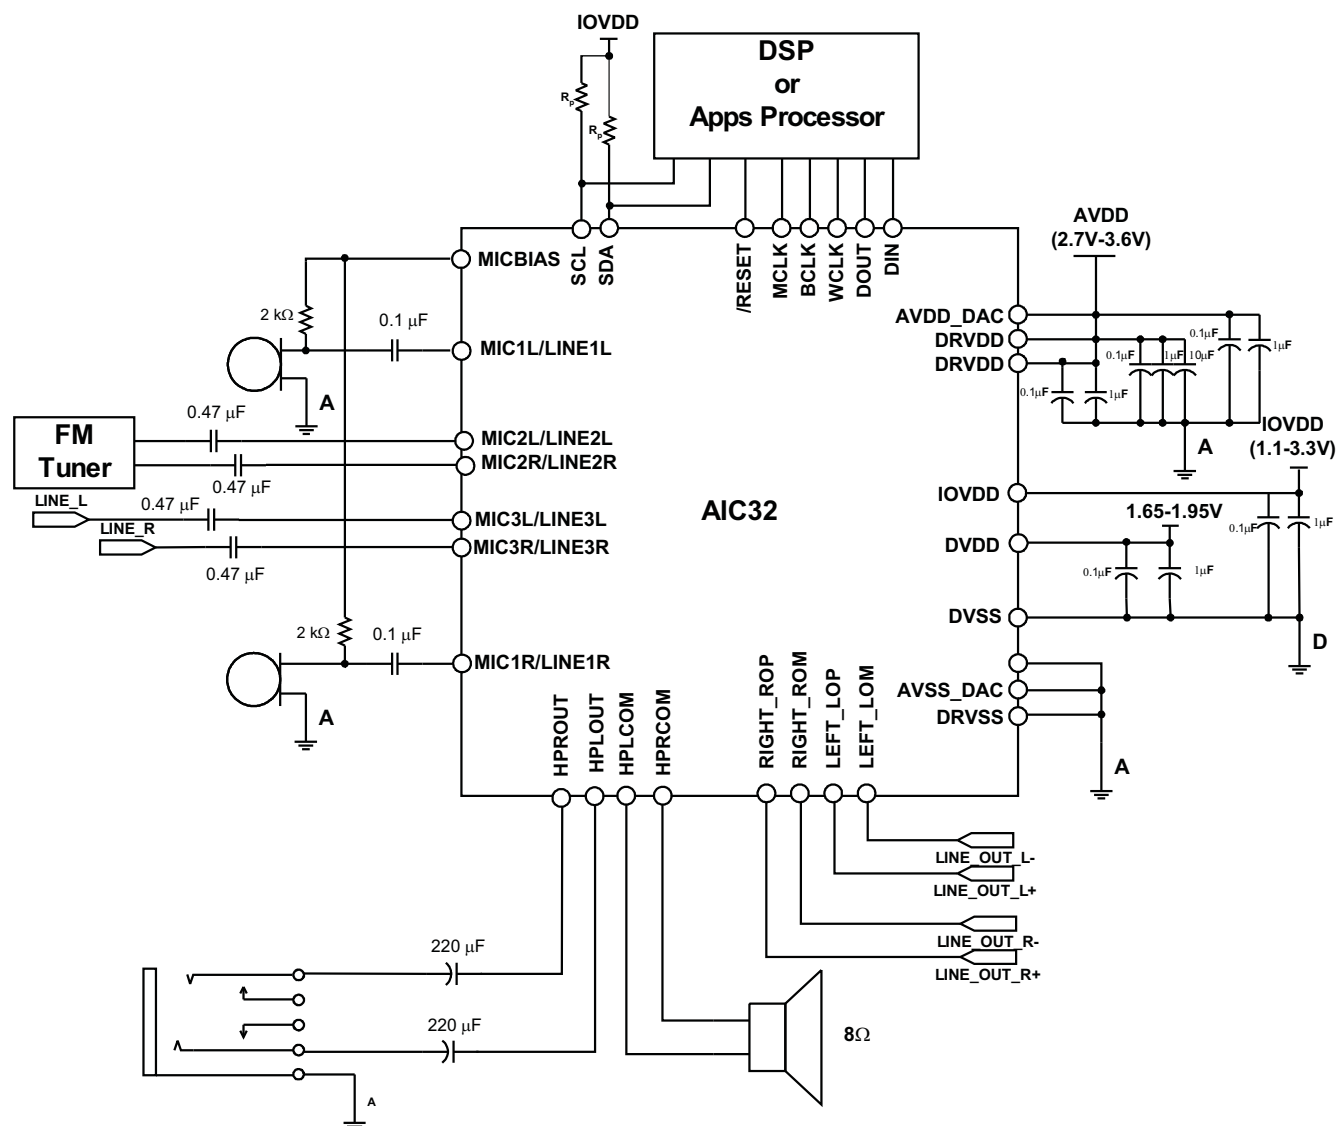 IOVDD
DSP
or
Apps Processor
Rp
Rp
SCL
SDA
/RESET
MCLK
BCLK
WCLK
DOUT
DIN
AVDD
(2.7V-3.6V)
MICBIAS
2 kΩ
0.1 μF
MIC1L/LINE1L
A
AVDD_DAC
DRVDD
DRVDD
0.1μF
1μF
0.1μF
1μF
10μF
0.1μF
1μF
A
0.47 μF
FM
Tuner
MIC2L/LINE2L
MIC2R/LINE2R
0.47 μF
LINE_L
0.47 μF
MIC3L/LINE3L
LINE_R
MIC3R/LINE3R
0.47 μF
AIC32
IOVDD
(1.1-3.3V)
IOVDD
1.65-1.95V
0.1μF
1μF
DVDD
0.1μF
1μF
DVSS
D
2 kΩ
0.1 μF
MIC1R/LINE1R
A
AVSS_DAC
DRVSS
A
HPROUT
HPLOUT
HPLCOM
HPRCOM
RIGHT_ROP
RIGHT_ROM
LEFT_LOP
LEFT_LOM
LINE_OUT_L-
LINE_OUT_L+
LINE_OUT_R-
LINE_OUT_R+
220 μF
220 μF
8Ω
A